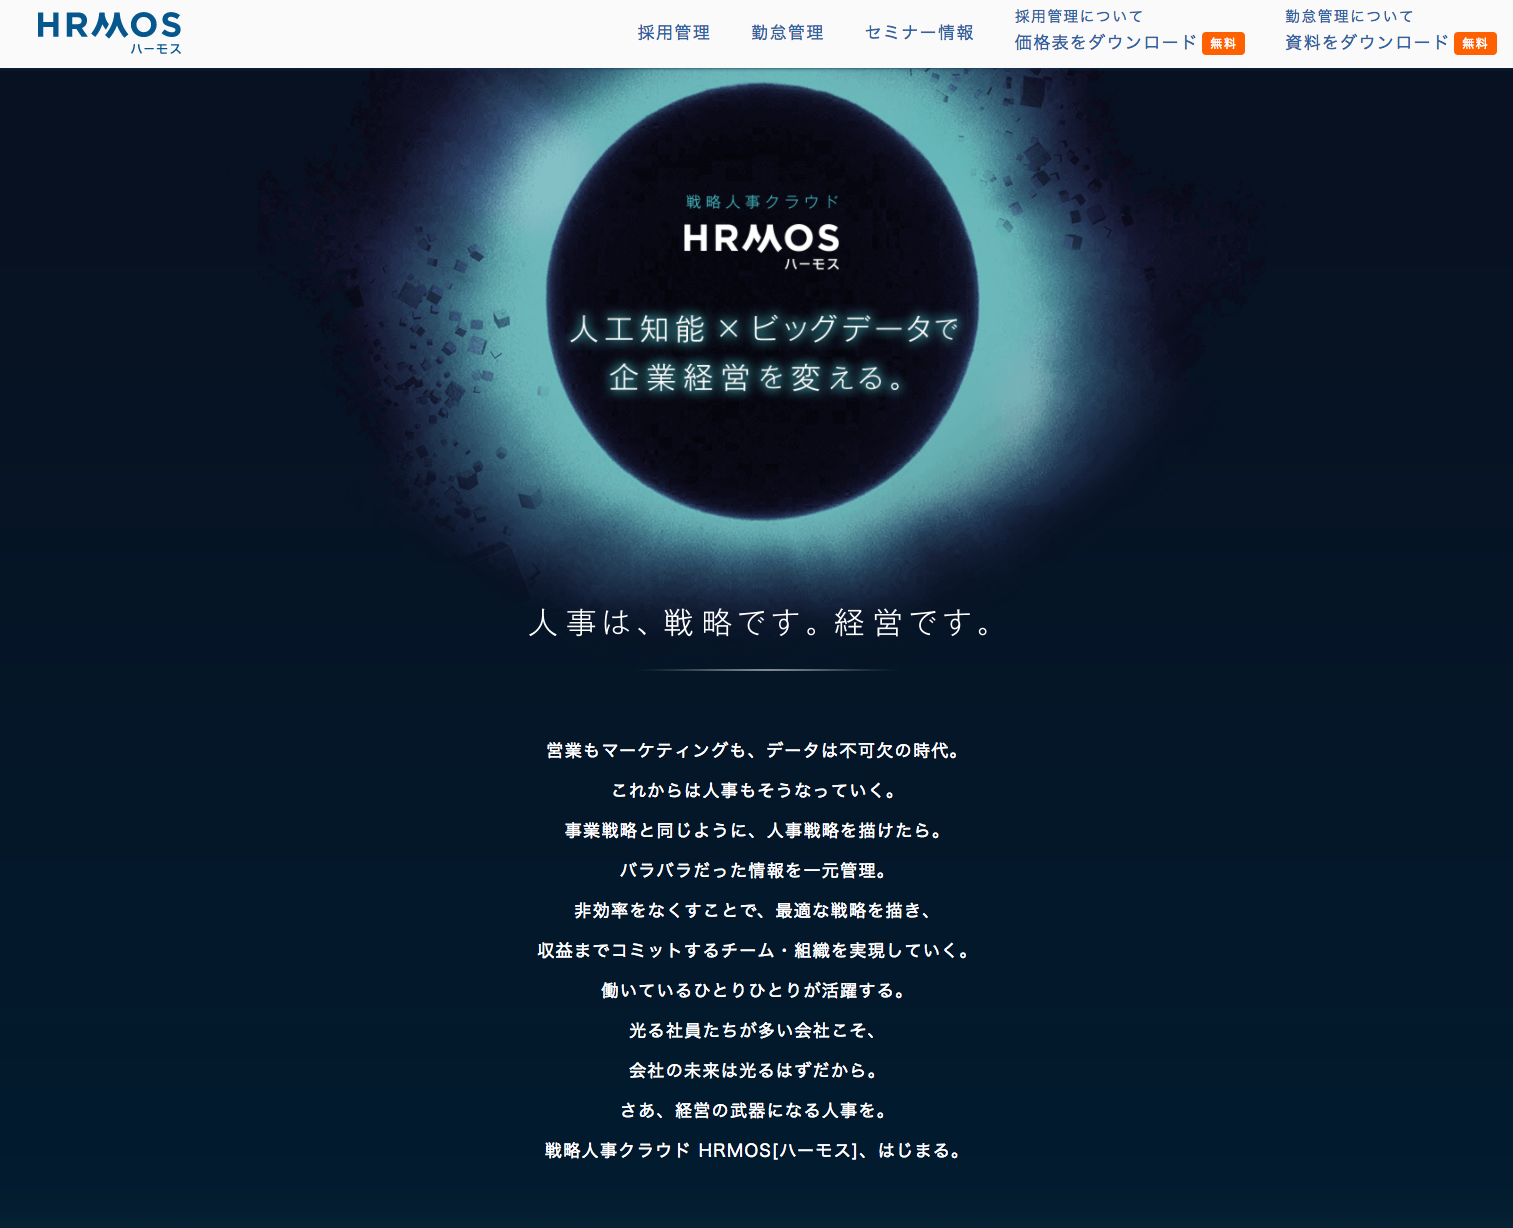 HRMOS
ハーモス
採用管理
勤怠管理
セミナー情報
採用管理について
価格表をダウンロード 無料
勤怠管理について
資料をダウンロード 無料
戦略人事クラウド
HRMOS
ハーモス
人工知能×ビッグデータで
企業経営を変える。
人事は、戦略です。経営です。
営業もマーケティングも、データは不可欠の時代。
これからは人事もそうなっていく。
事業戦略と同じように、人事戦略を描けたら。
バラバラだった情報を一元管理。
非効率をなくすことで、最適な戦略を描き、
収益までコミットするチーム・組織を実現していく。
働いているひとりひとりが活躍する。
光る社員たちが多い会社こそ、
会社の未来は光るはずだから。
さあ、経営の武器になる人事を。
戦略人事クラウド HRMOS[ハーモス]、はじまる。